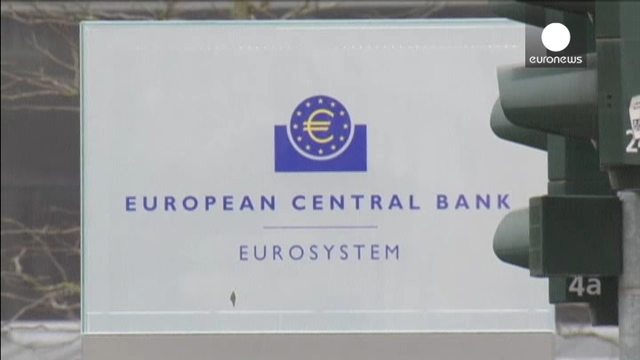 euronews
€
EUROPEAN CENTRAL BANK
EUROSYSTEM
4a